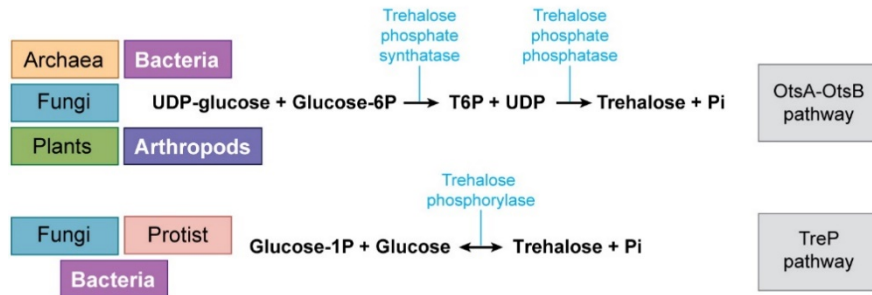 Trehalose
phosphate
synthatase
Trehalose
phosphate
phosphatase
Archaea
Bacteria
Fungi
Plants
Arthropods
UDP-glucose + Glucose-6P → T6P + UDP → Trehalose + Pi
OtsA-OtsB
pathway
Trehalose
phosphorylase
Fungi
Protist
Bacteria
Glucose-1P + Glucose ↔ Trehalose + Pi
TreP
pathway